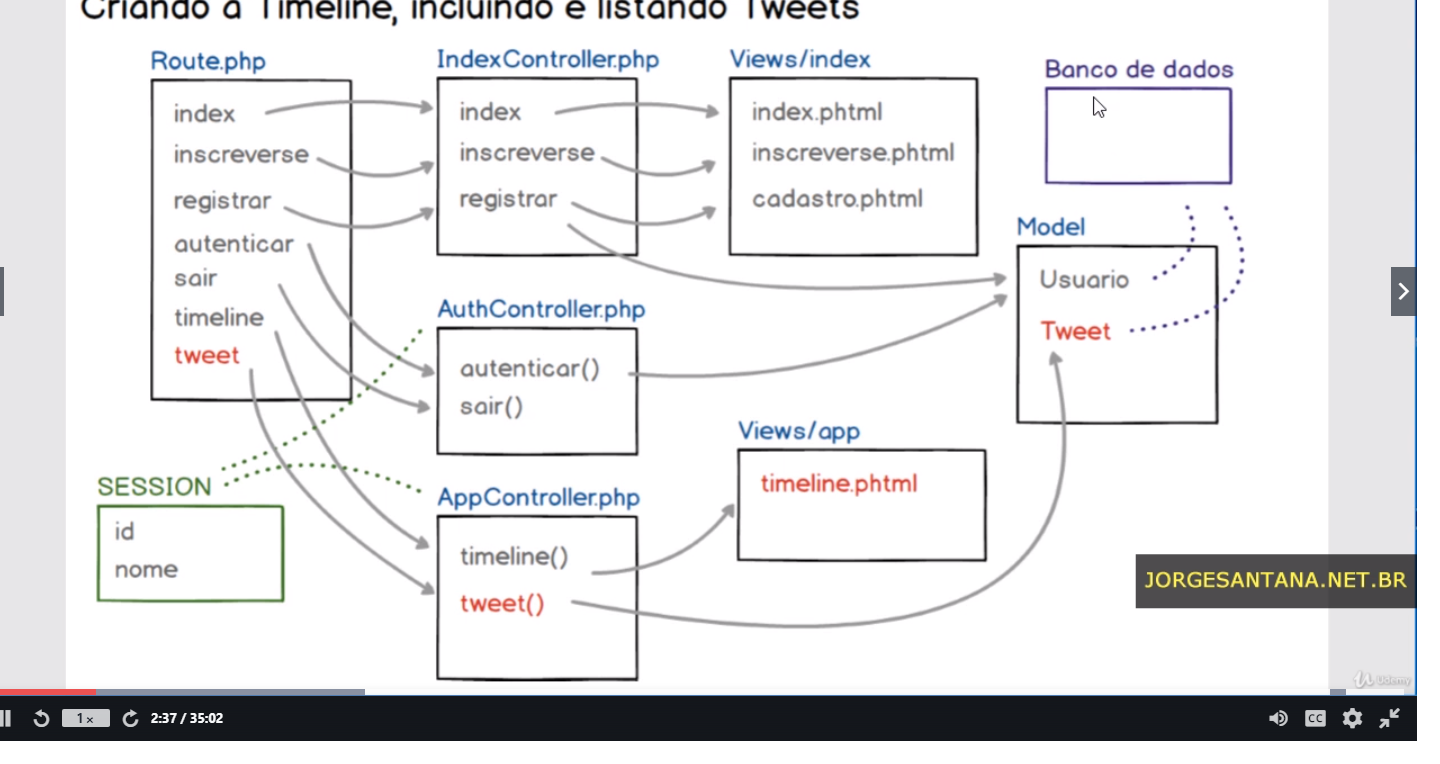 Criando a Timeline, incluindo e listando Tweets
Route.php
index
inscreverse
registrar
autenticar
sair
timeline
tweet
IndexController.php
index
inscreverse
registrar
Views/index
index.phtml
inscreverse.phtml
cadastro.phtml
Banco de dados
Model
Usuario
Tweet
AuthController.php
autenticar()
sair()
Views/app
timeline.phtml
SESSION
id
nome
AppController.php
timeline()
tweet()
JORGESANTANA.NET.BR
Udemy
1x
2:37 / 35:02
CC